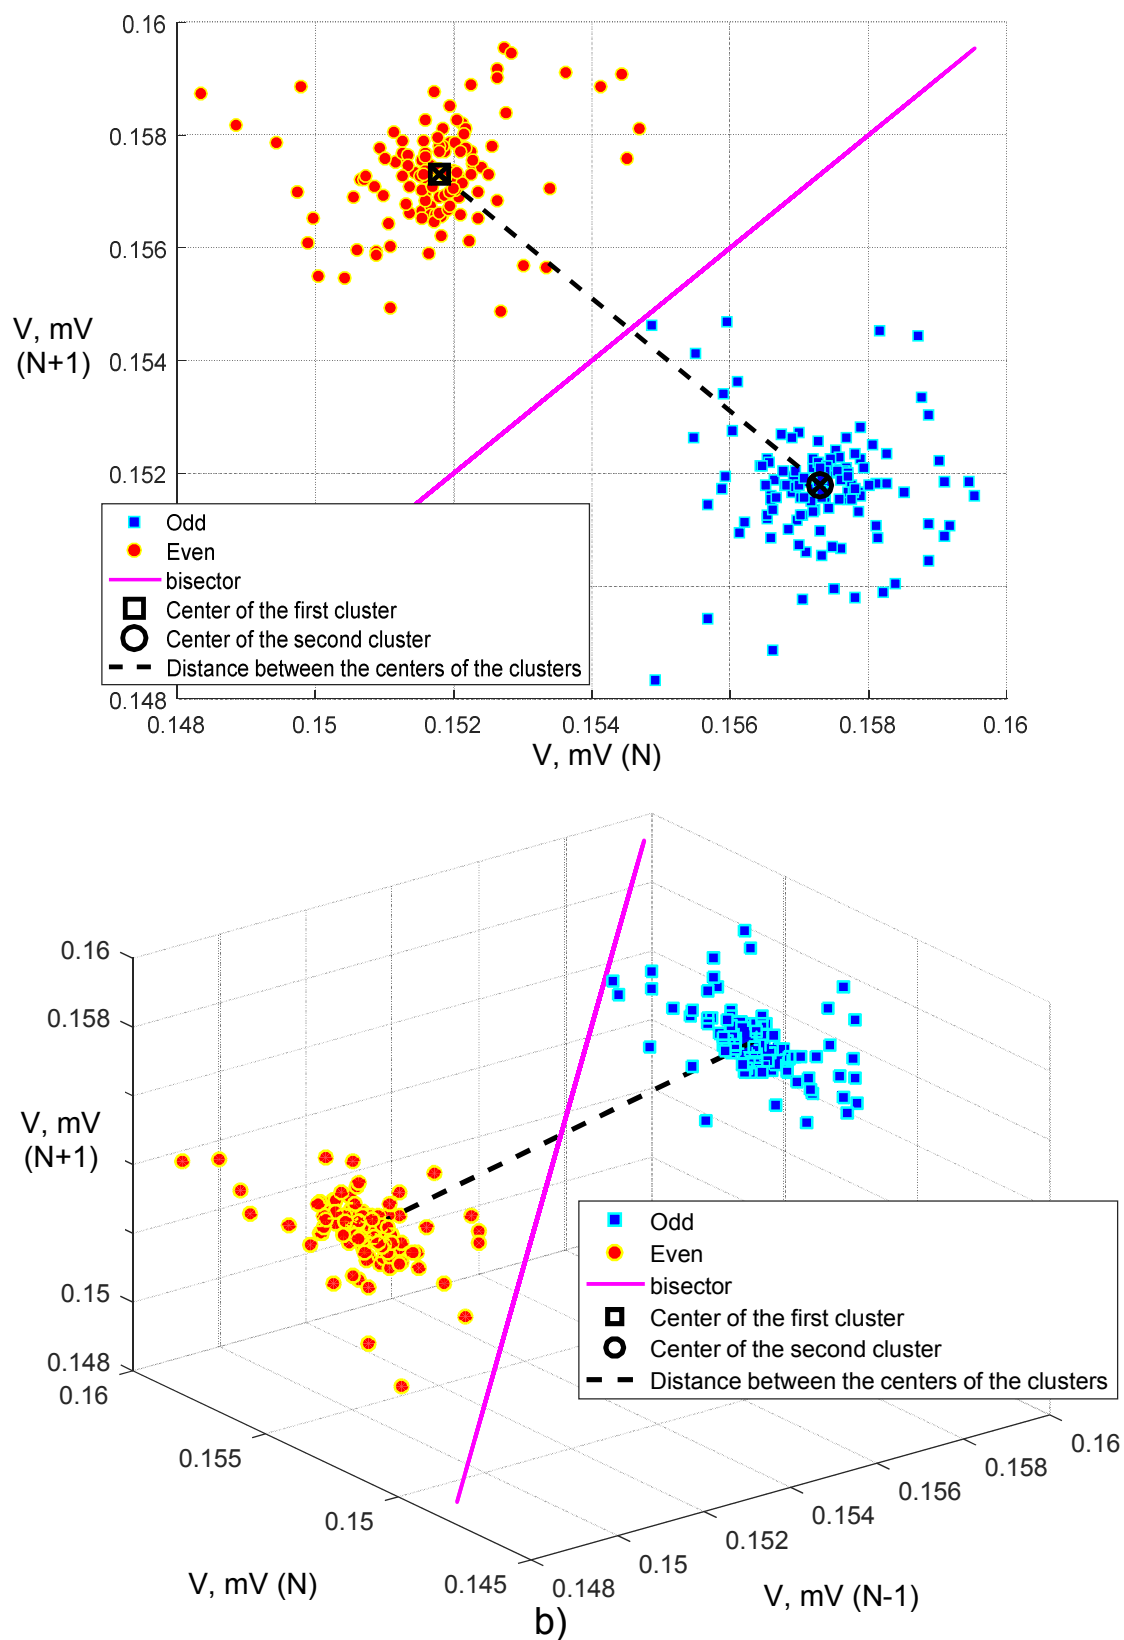 0.16
0.158
0.156
V, mV
(N+1)
0.154
0.152
Odd
Even
bisector
Center of the first cluster
Center of the second cluster
Distance between the centers of the clusters
0.148
0.148
0.15
0.152
0.154
0.156
0.158
0.16
V, mV (N)
0.16
0.158
V, mV
(N+1)
0.15
0.148
Odd
Even
bisector
Center of the first cluster
Center of the second cluster
Distance between the centers of the clusters
0.16
0.155
0.15
0.145
V, mV (N)
0.148
0.15
0.152
0.154
0.156
0.158
0.16
V, mV (N-1)
b)